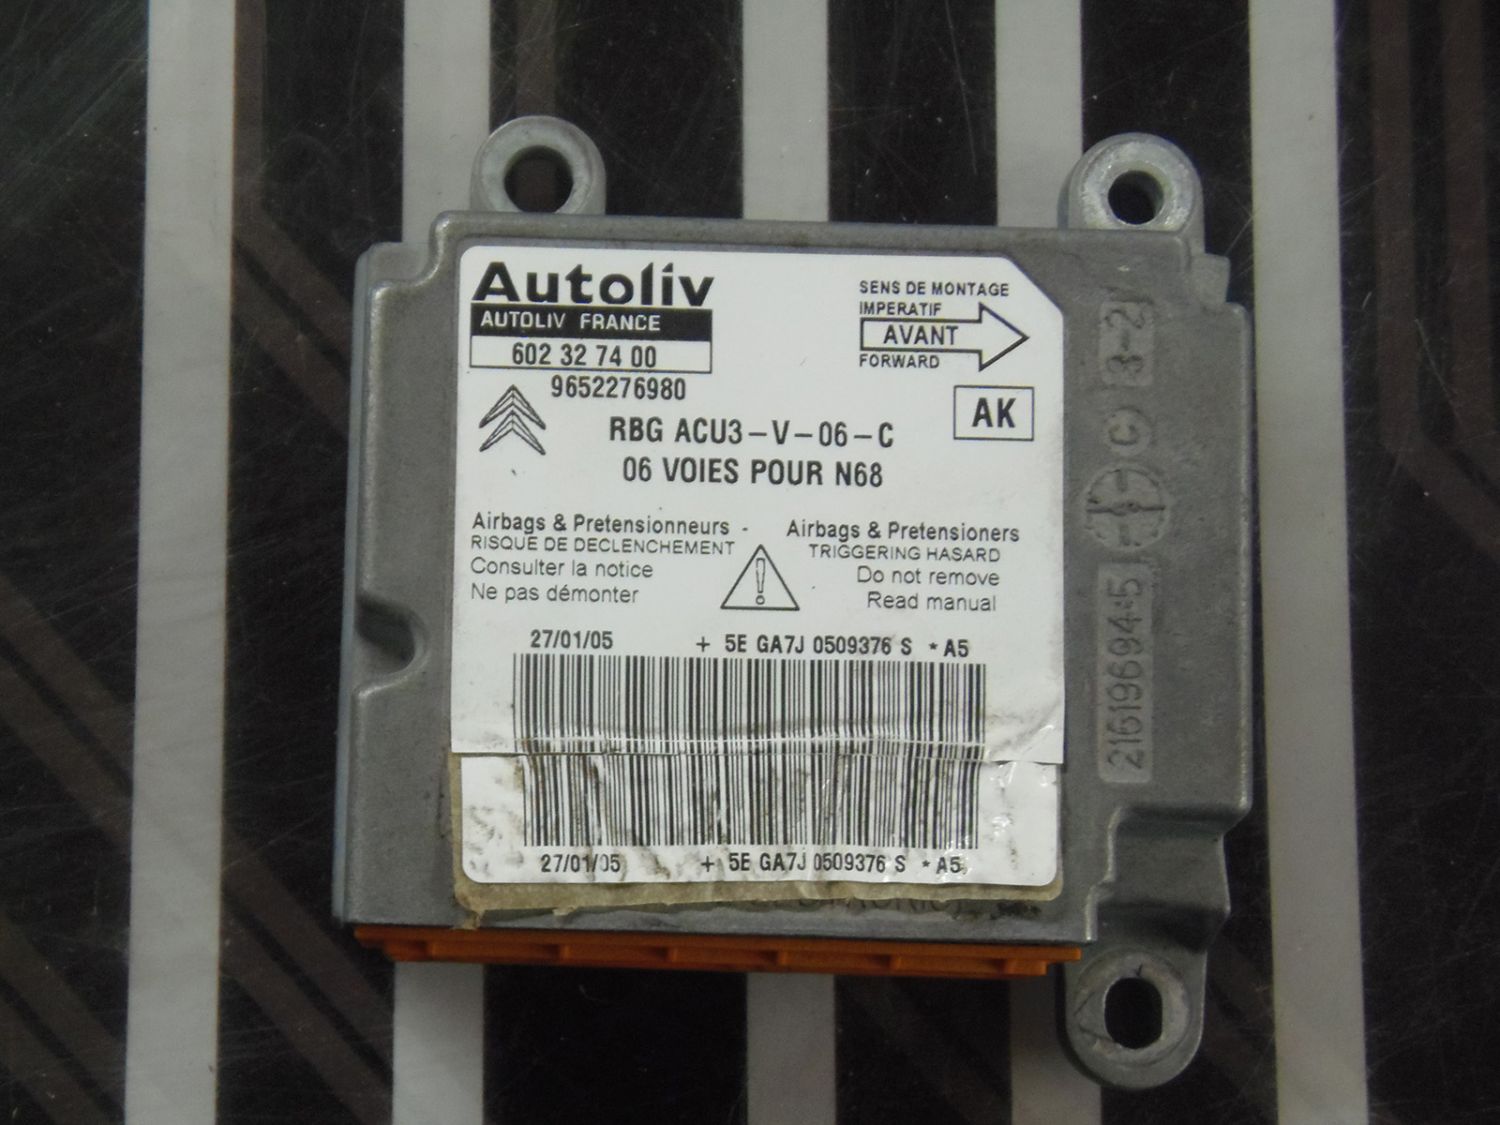 Autoliv
AUTOLIV FRANCE
602 32 74 00
9652276980
SENS DE MONTAGE
IMPERATIF
AVANT
FORWARD
AK
RBG ACU3-V-06-C
06 VOIES POUR N68
Airbags & Pretensionneurs -
RISQUE DE DECLENCHEMENT
Consulter la notice
Ne pas démonter
Airbags & Pretensioners
TRIGGERING HASARD
Do not remove
Read manual
!
27/01/05 + 5E GA7J 0509376 S *A5
27/01/05 + 5E GA7J 0509376 S *A5
21619694-5 C 3-2